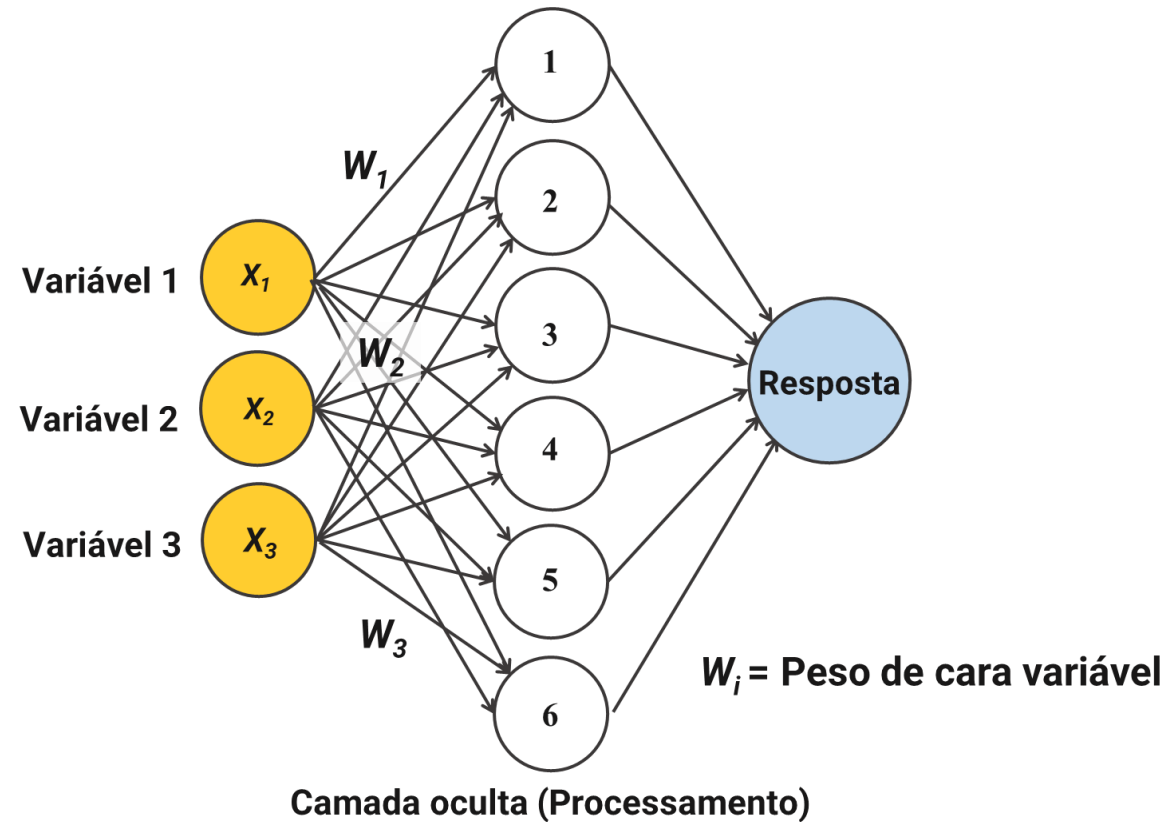 1
W1
2
Variável 1
X1
3
W2
Resposta
Variável 2
X2
4
Variável 3
X3
5
W3
Wi = Peso de cara variável
6
Camada oculta (Processamento)